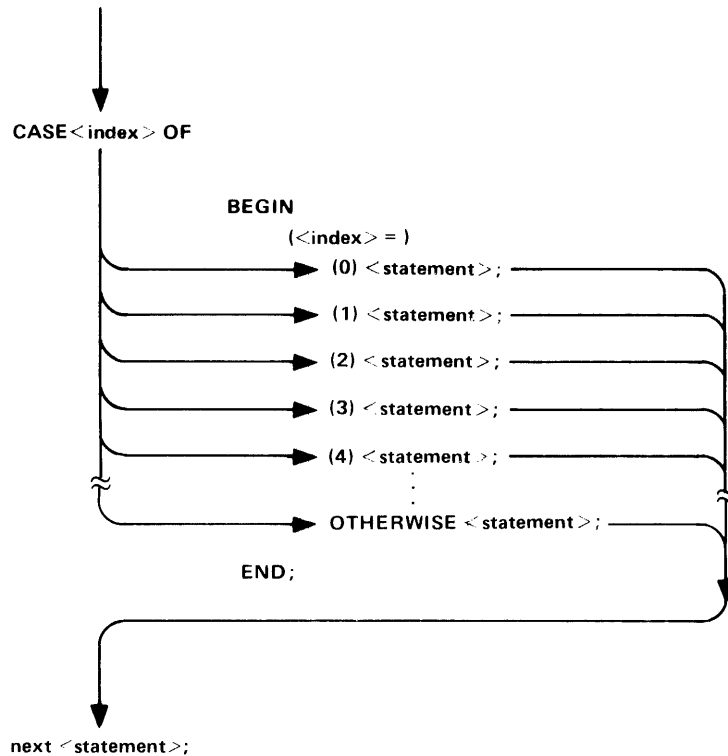 CASE<index> OF
BEGIN
(<index> = )
(0) <statement>;
(1) <statement>;
(2) <statement>;
(3) <statement>;
(4) <statement>;
.
.
.
OTHERWISE <statement>;
END;
next <statement>;